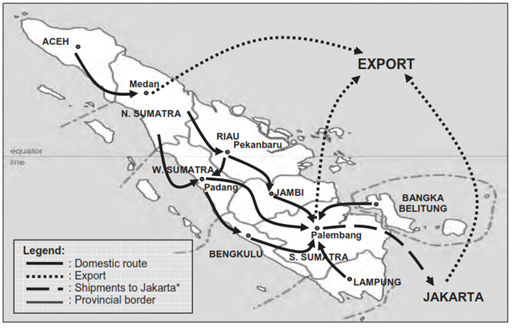 ACEH
EXPORT
Medan
N. SUMATRA
RIAU
Pekanbaru
equator
line
W. SUMATRA
Padang
JAMBI
BANGKA
BELITUNG
Palembang
BENGKULU
S. SUMATRA
LAMPUNG
JAKARTA
Legend:
: Domestic route
: Export
: Shipments to Jakarta*
: Provincial border